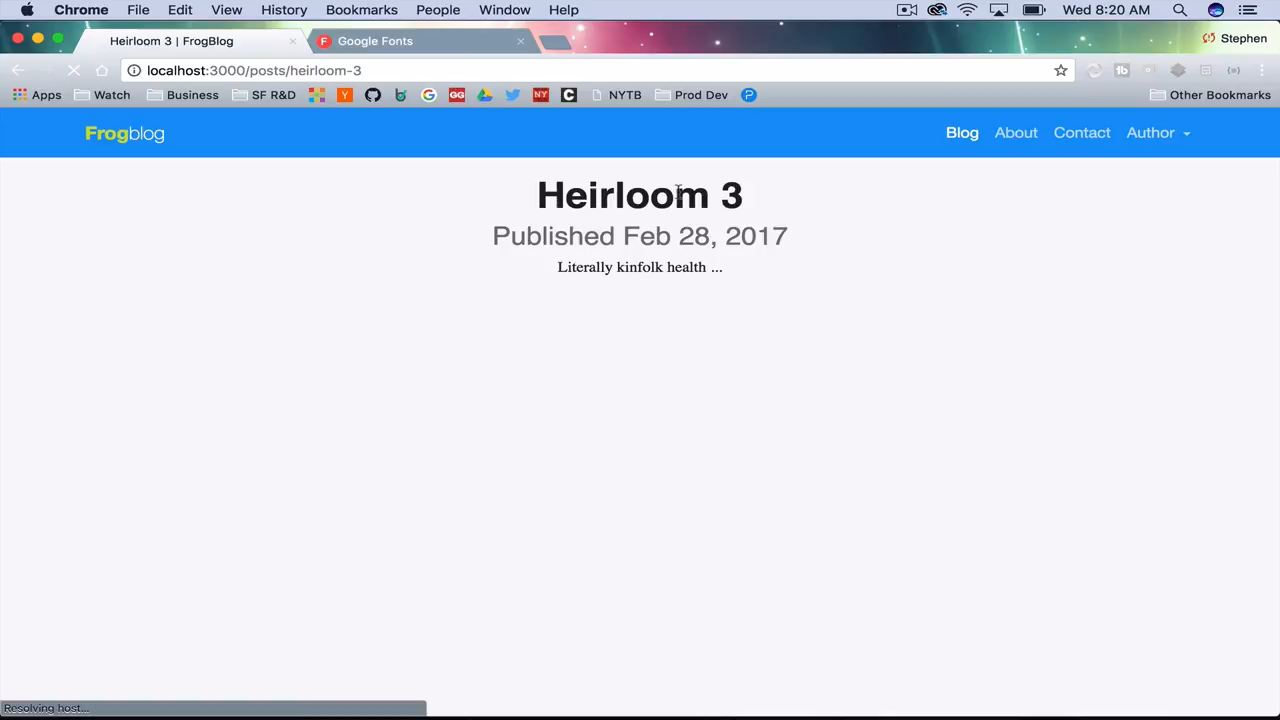 Chrome File Edit View History Bookmarks People Window Help Wed 8:20 AM
Heirloom 3 | FrogBlog × F Google Fonts × Stephen
localhost:3000/posts/heirloom-3
Apps Watch Business SF R&D NYTB Prod Dev Other Bookmarks
Frogblog Blog About Contact Author
Heirloom 3
Published Feb 28, 2017
Literally kinfolk health ...
Resolving host...